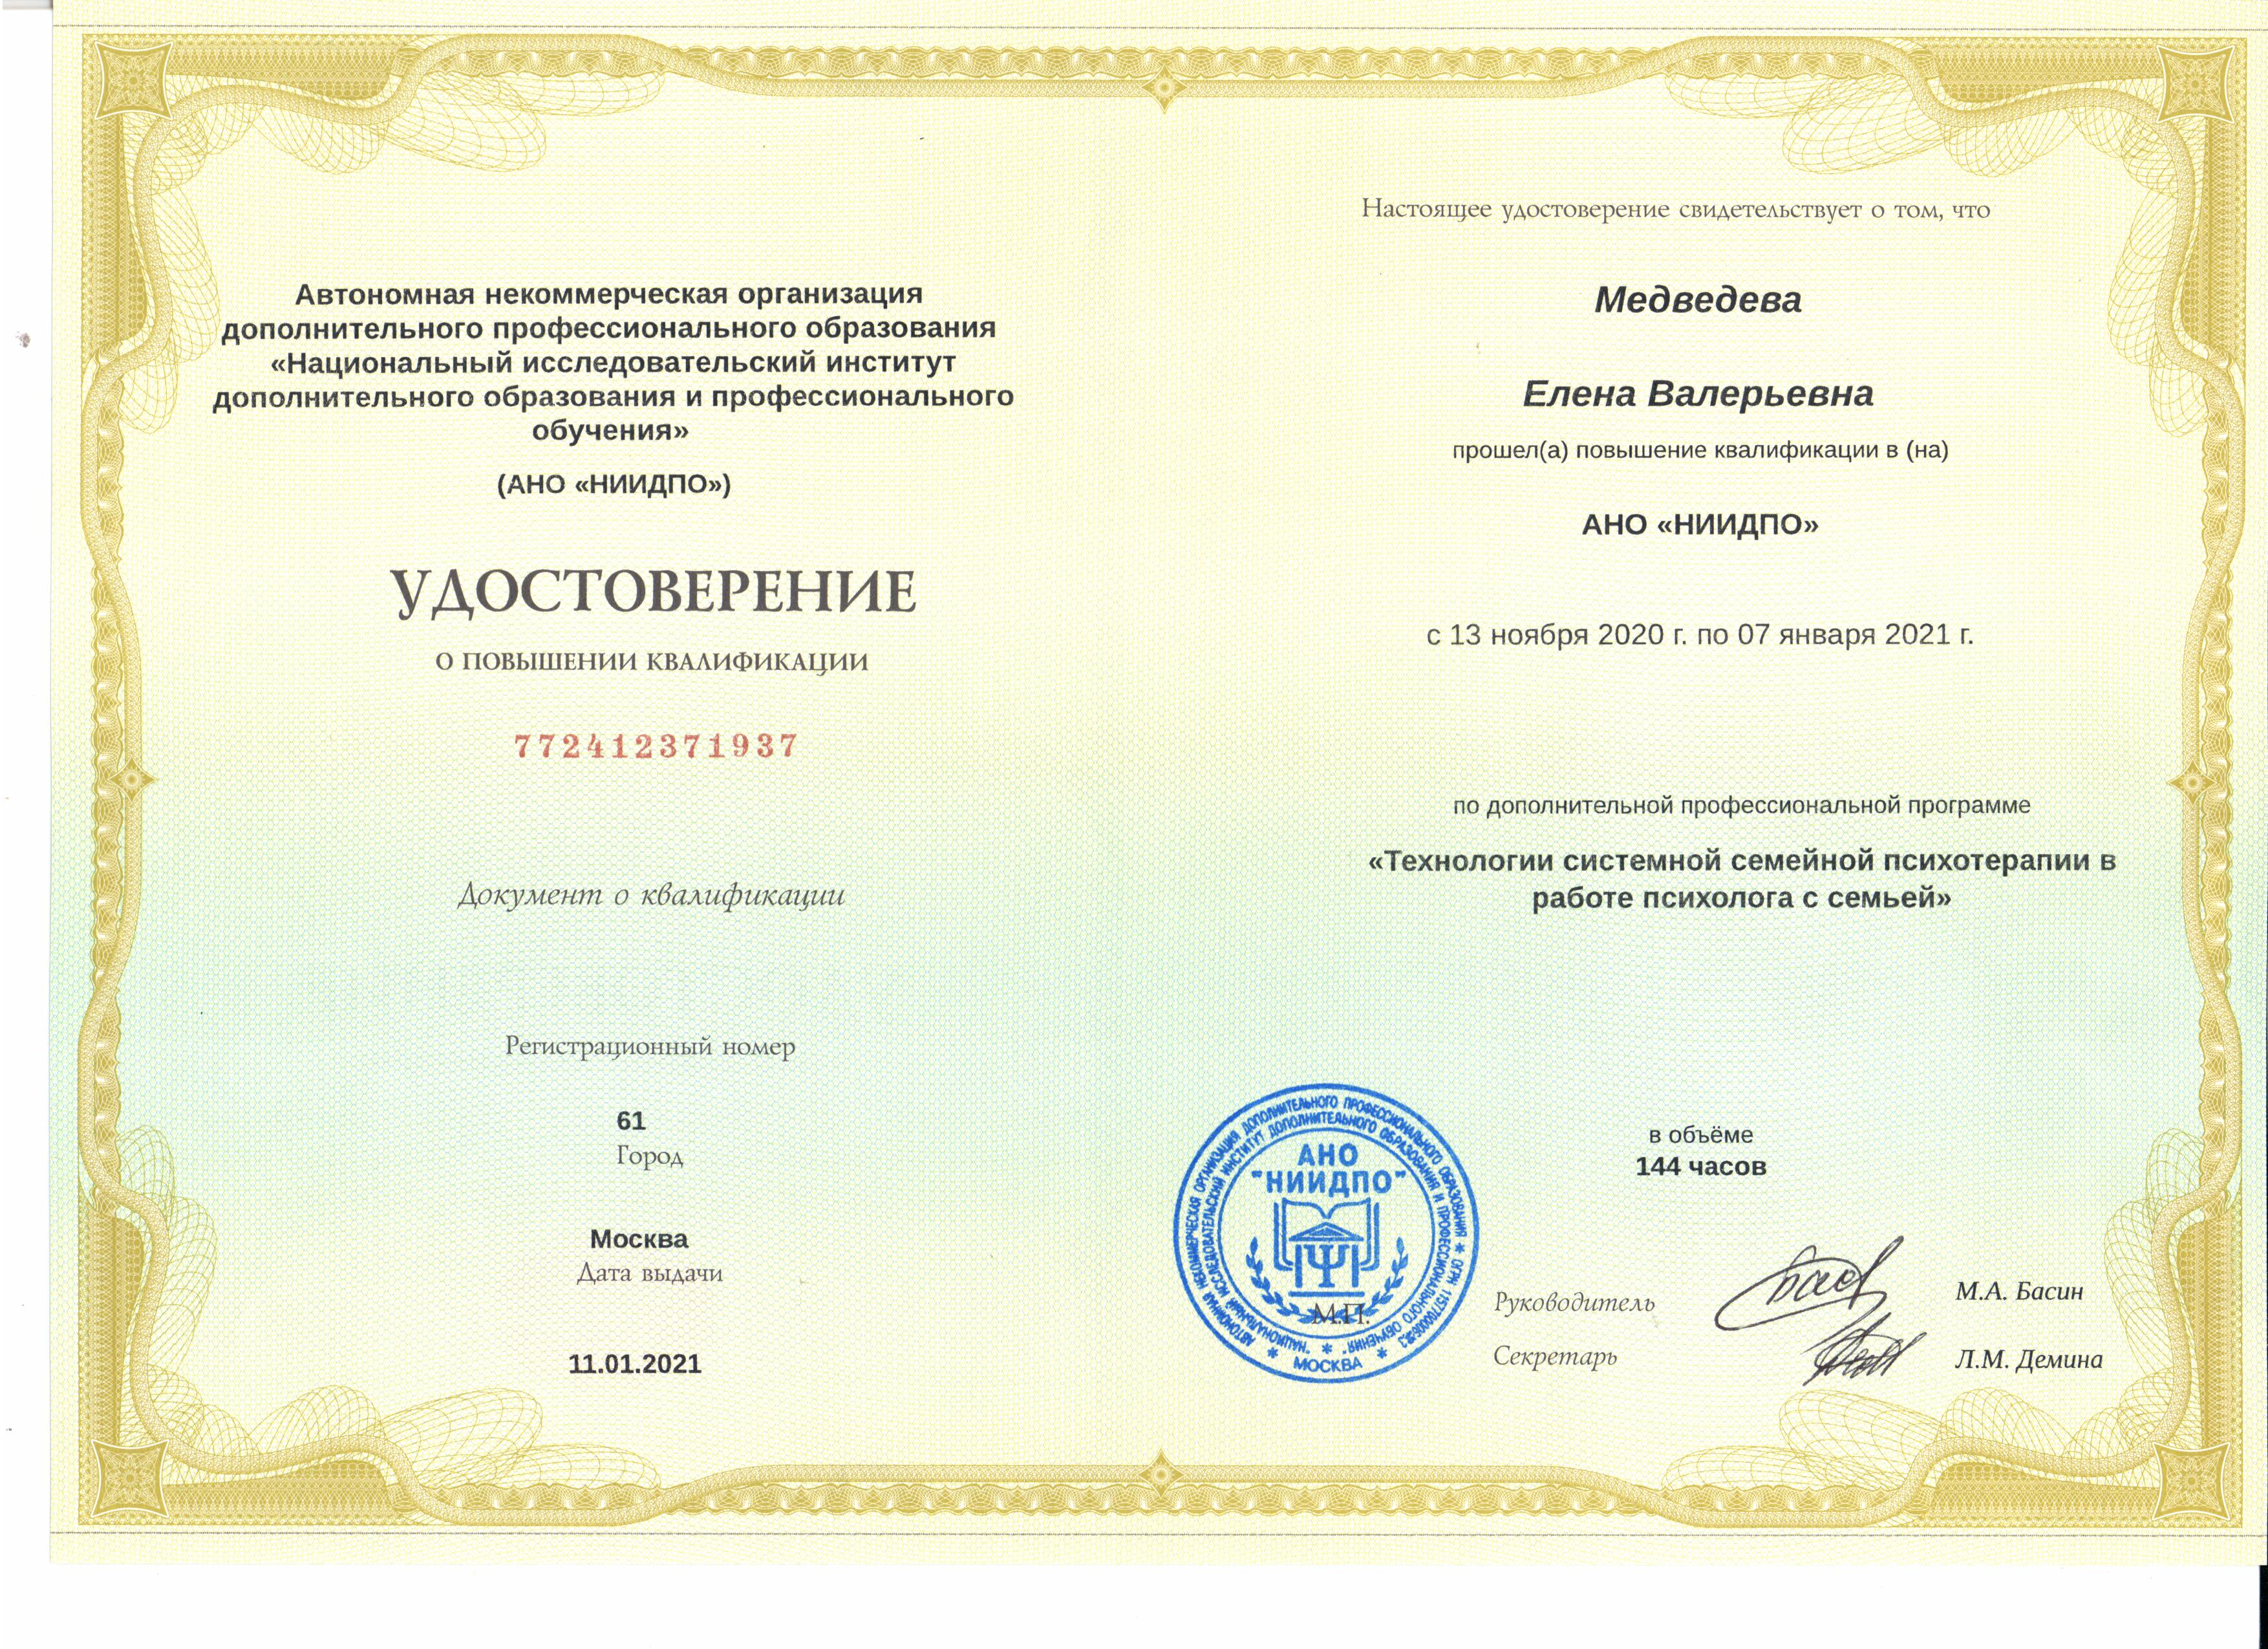 Автономная некоммерческая организация
дополнительного профессионального образования
«Национальный исследовательский институт
дополнительного образования и профессионального
обучения»
(АНО «НИИДПО»)
УДОСТОВЕРЕНИЕ
О ПОВЫШЕНИИ КВАЛИФИКАЦИИ
772412371937
Документ о квалификации
Регистрационный номер
61
Город
Москва
Дата выдачи
11.01.2021
Настоящее удостоверение свидетельствует о том, что
Медведева
Елена Валерьевна
прошел(а) повышение квалификации в (на)
АНО «НИИДПО»
с 13 ноября 2020 г. по 07 января 2021 г.
по дополнительной профессиональной программе
«Технологии системной семейной психотерапии в
работе психолога с семьей»
в объёме
144 часов
АВТОНОМНАЯ НЕКОММЕРЧЕСКАЯ ОРГАНИЗАЦИЯ ДОПОЛНИТЕЛЬНОГО ПРОФЕССИОНАЛЬНОГО ОБРАЗОВАНИЯ * ОГРН
"НАЦИОНАЛЬНЫЙ ИССЛЕДОВАТЕЛЬСКИЙ ИНСТИТУТ ДОПОЛНИТЕЛЬНОГО ОБРАЗОВАНИЯ И ПРОФЕССИОНАЛЬНОГО ОБУЧЕНИЯ" *
* МОСКВА *
АНО
"НИИДПО"
М.П.
Руководитель
М.А. Басин
Секретарь
Л.М. Демина